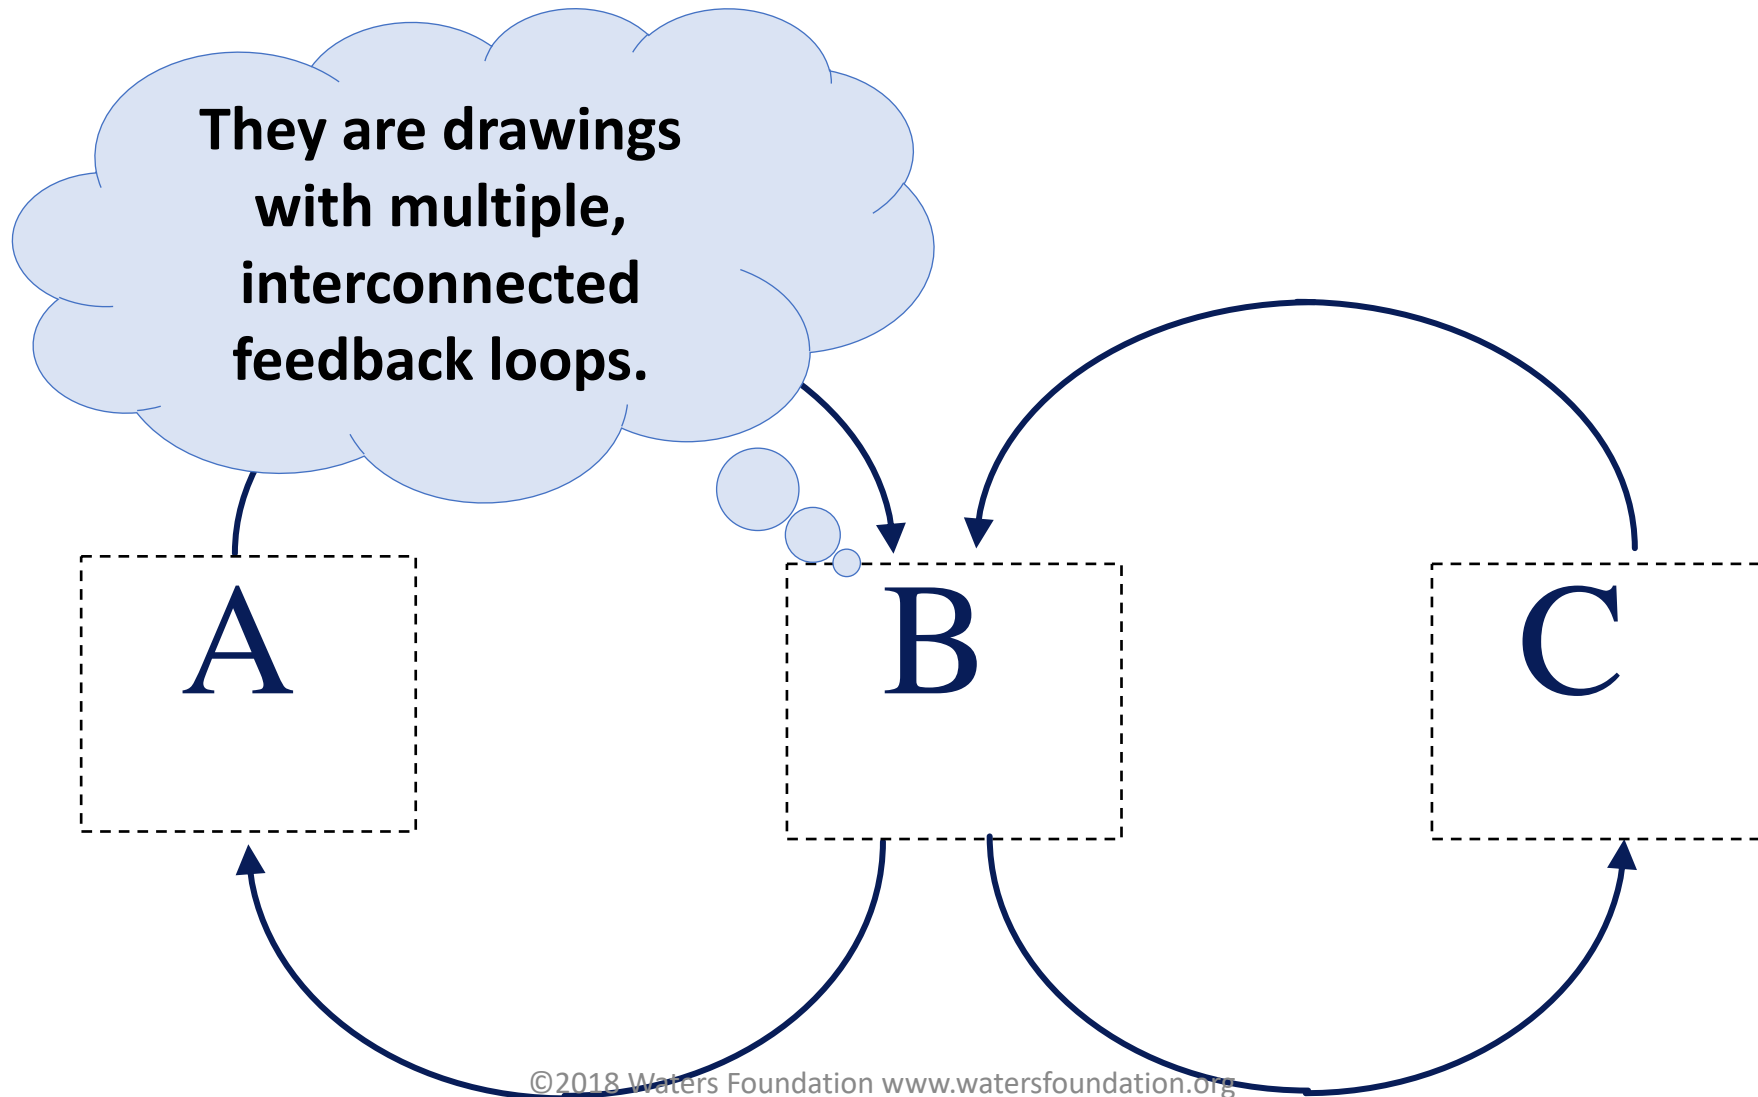 They are drawings
with multiple,
interconnected
feedback loops.
A
B
C
©2018 Waters Foundation www.watersfoundation.org